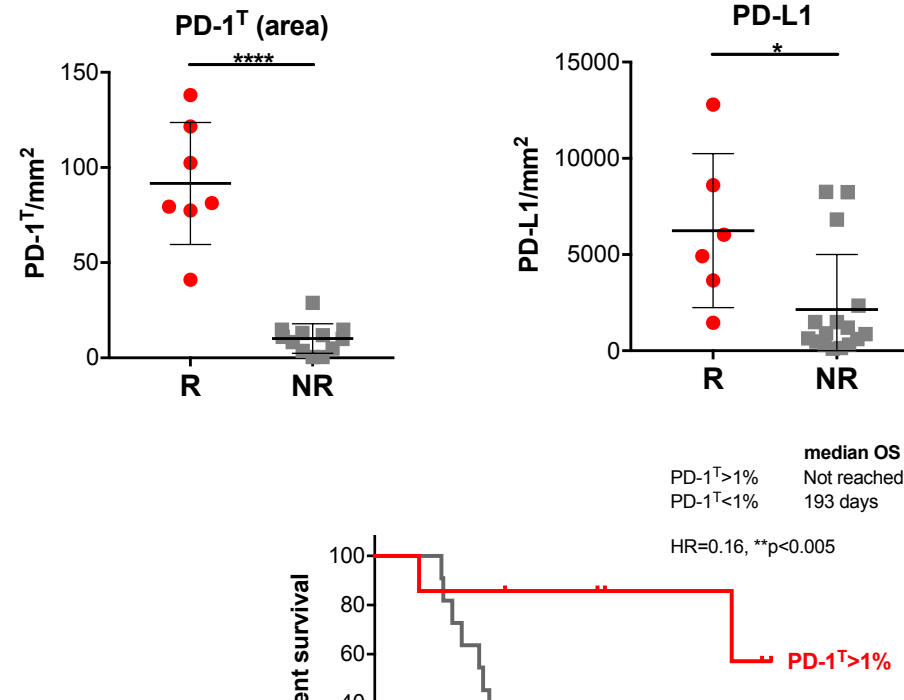 PD-1ᵀ (area)
****
150
100
50
0
PD-1ᵀ/mm²
R NR
PD-L1
*
15000
10000
5000
0
PD-L1/mm²
R NR
median OS
PD-1ᵀ>1% Not reached
PD-1ᵀ<1% 193 days
HR=0.16, **p<0.005
100
80
60
survival
PD-1ᵀ>1%